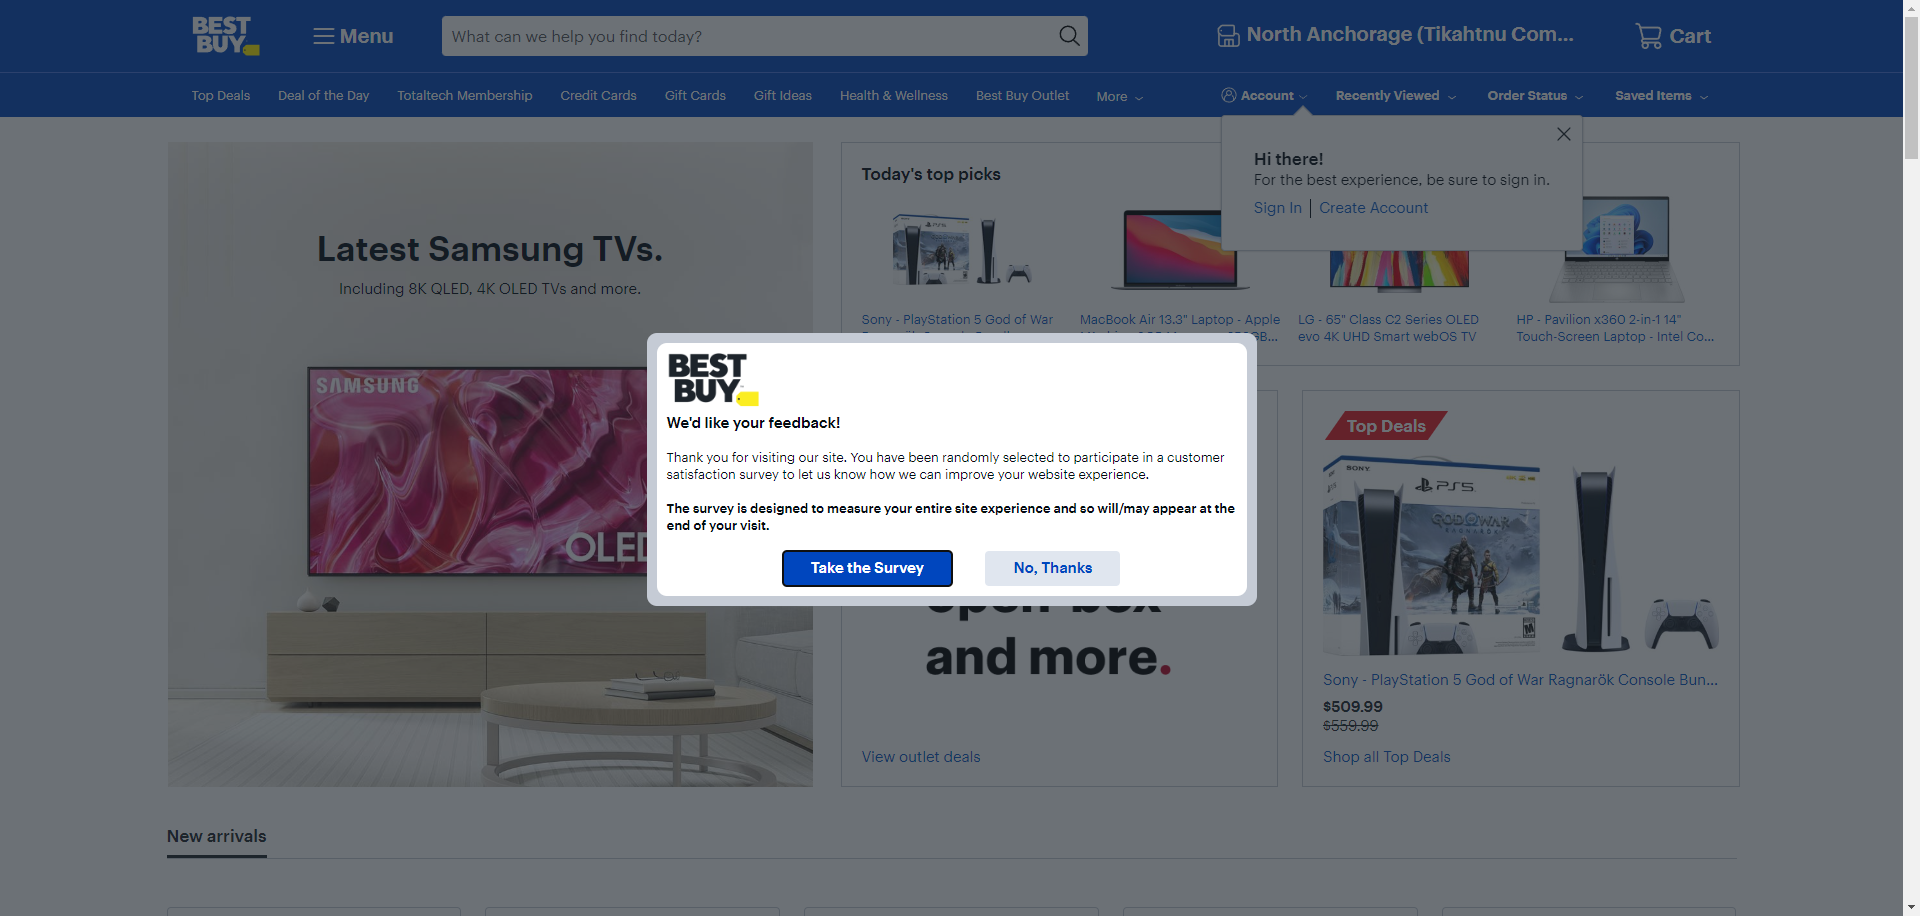 BEST
BUY
Menu
What can we help you find today?
North Anchorage (Tikahtnu Com...
Cart
Top Deals
Deal of the Day
Totaltech Membership
Credit Cards
Gift Cards
Gift Ideas
Health & Wellness
Best Buy Outlet
More
Account
Recently Viewed
Order Status
Saved Items
Hi there!
For the best experience, be sure to sign in.
Sign In
Create Account
Latest Samsung TVs.
Including 8K QLED, 4K OLED TVs and more.
SAMSUNG
OLED
Today's top picks
Sony - PlayStation 5 God of War
MacBook Air 13.3" Laptop - Apple
LG - 65" Class C2 Series OLED
evo 4K UHD Smart webOS TV
HP - Pavilion x360 2-in-1 14"
Touch-Screen Laptop - Intel Co...
BEST
BUY
We'd like your feedback!
Thank you for visiting our site. You have been randomly selected to participate in a customer
satisfaction survey to let us know how we can improve your website experience.
The survey is designed to measure your entire site experience and so will/may appear at the
end of your visit.
Take the Survey
No, Thanks
open-box
and more.
View outlet deals
Top Deals
SONY
PS5
GOD OF WAR
RAGNARÖK
Sony - PlayStation 5 God of War Ragnarök Console Bun...
$509.99
$559.99
Shop all Top Deals
New arrivals